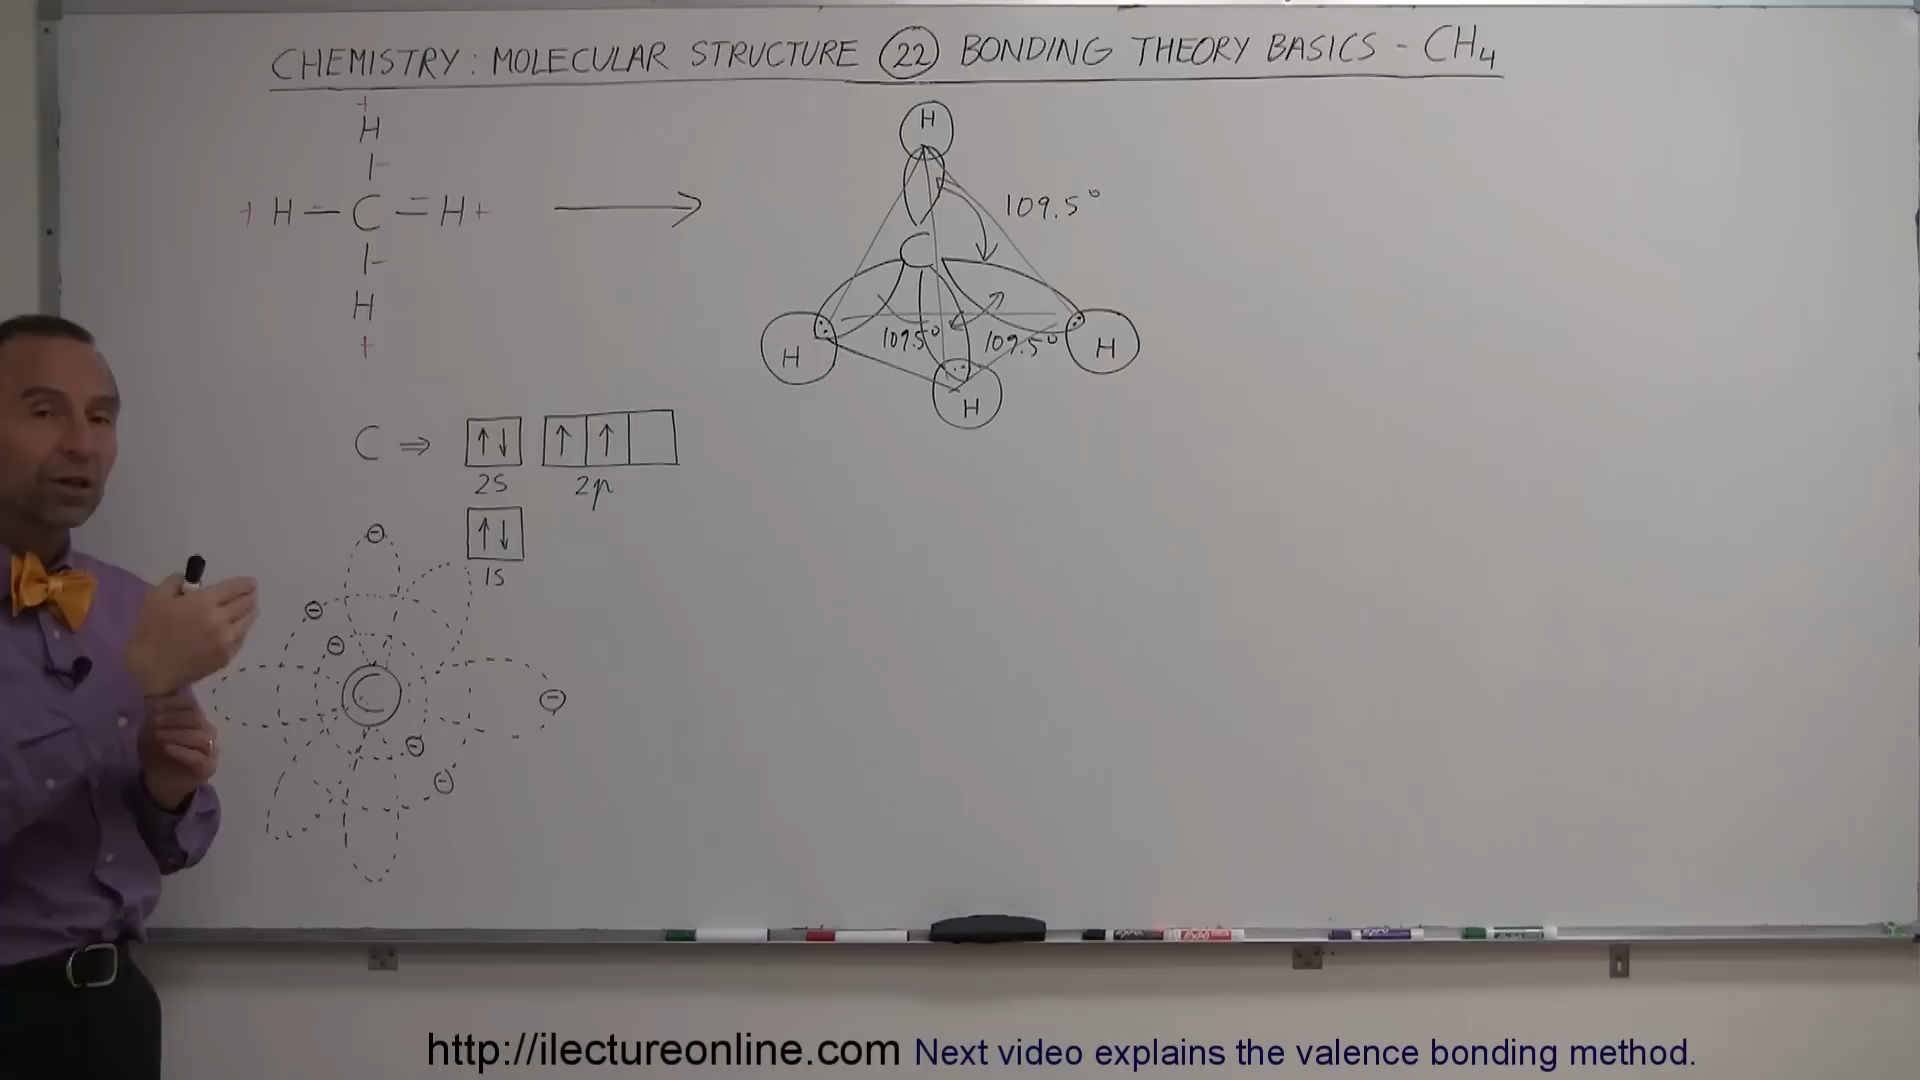 CHEMISTRY: MOLECULAR STRUCTURE 22 BONDING THEORY BASICS - CH4
+
H
+ H — C = H +
H
+
H
109.5°
C
109.5° 109.5°
H H
H
C ⇒ ↑↓ ↑ ↑
2s 2p
↑↓
1s
C
http://ilectureonline.com Next video explains the valence bonding method.